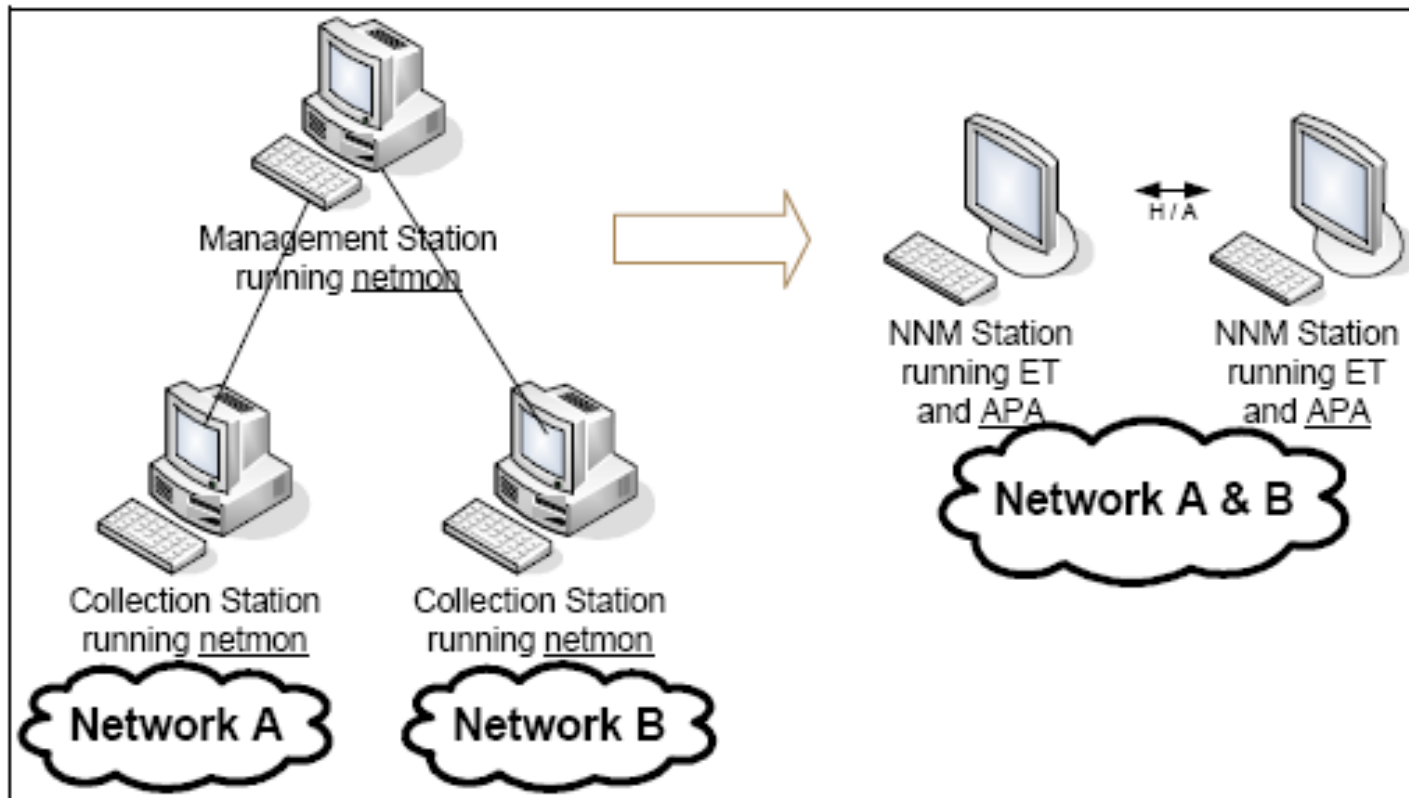 Management Station
running netmon
Collection Station
running netmon
Network A
Collection Station
running netmon
Network B
H / A
NNM Station
running ET
and APA
NNM Station
running ET
and APA
Network A & B